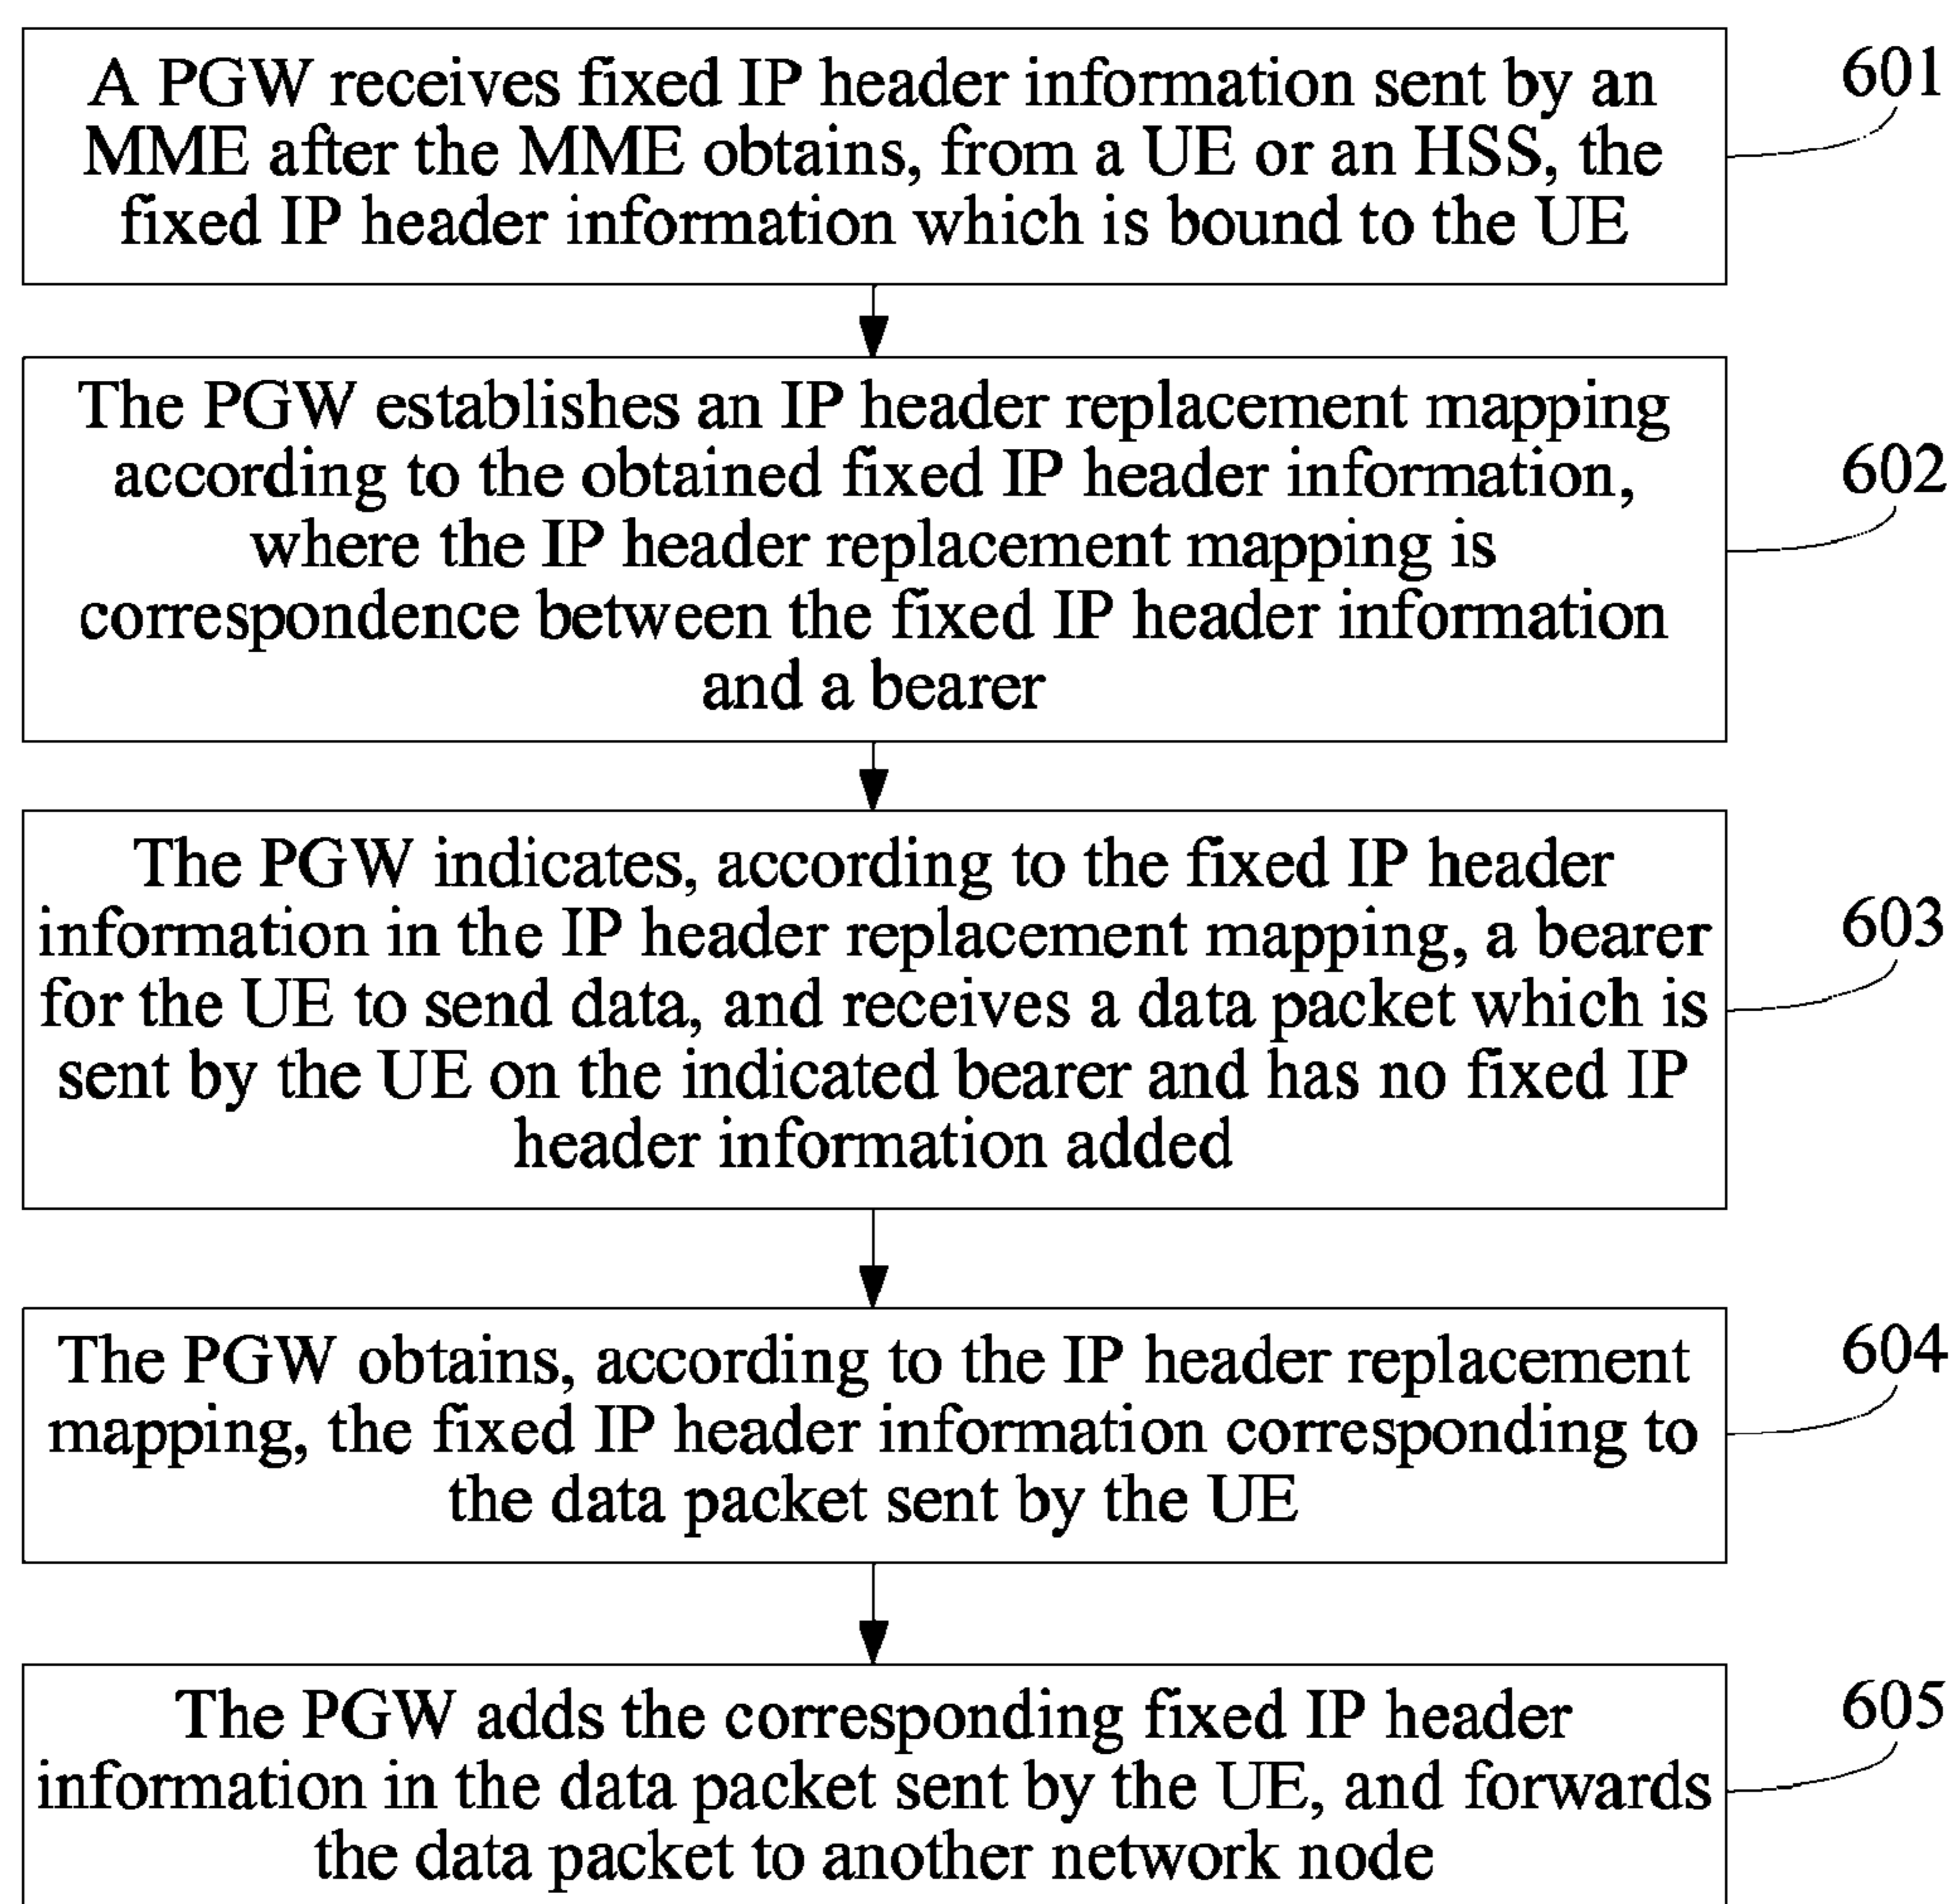 A PGW receives fixed IP header information sent by an
MME after the MME obtains, from a UE or an HSS, the
fixed IP header information which is bound to the UE
601
The PGW establishes an IP header replacement mapping
according to the obtained fixed IP header information,
where the IP header replacement mapping is
correspondence between the fixed IP header information
and a bearer
602
The PGW indicates, according to the fixed IP header
information in the IP header replacement mapping, a bearer
for the UE to send data, and receives a data packet which is
sent by the UE on the indicated bearer and has no fixed IP
header information added
603
The PGW obtains, according to the IP header replacement
mapping, the fixed IP header information corresponding to
the data packet sent by the UE
604
The PGW adds the corresponding fixed IP header
information in the data packet sent by the UE, and forwards
the data packet to another network node
605